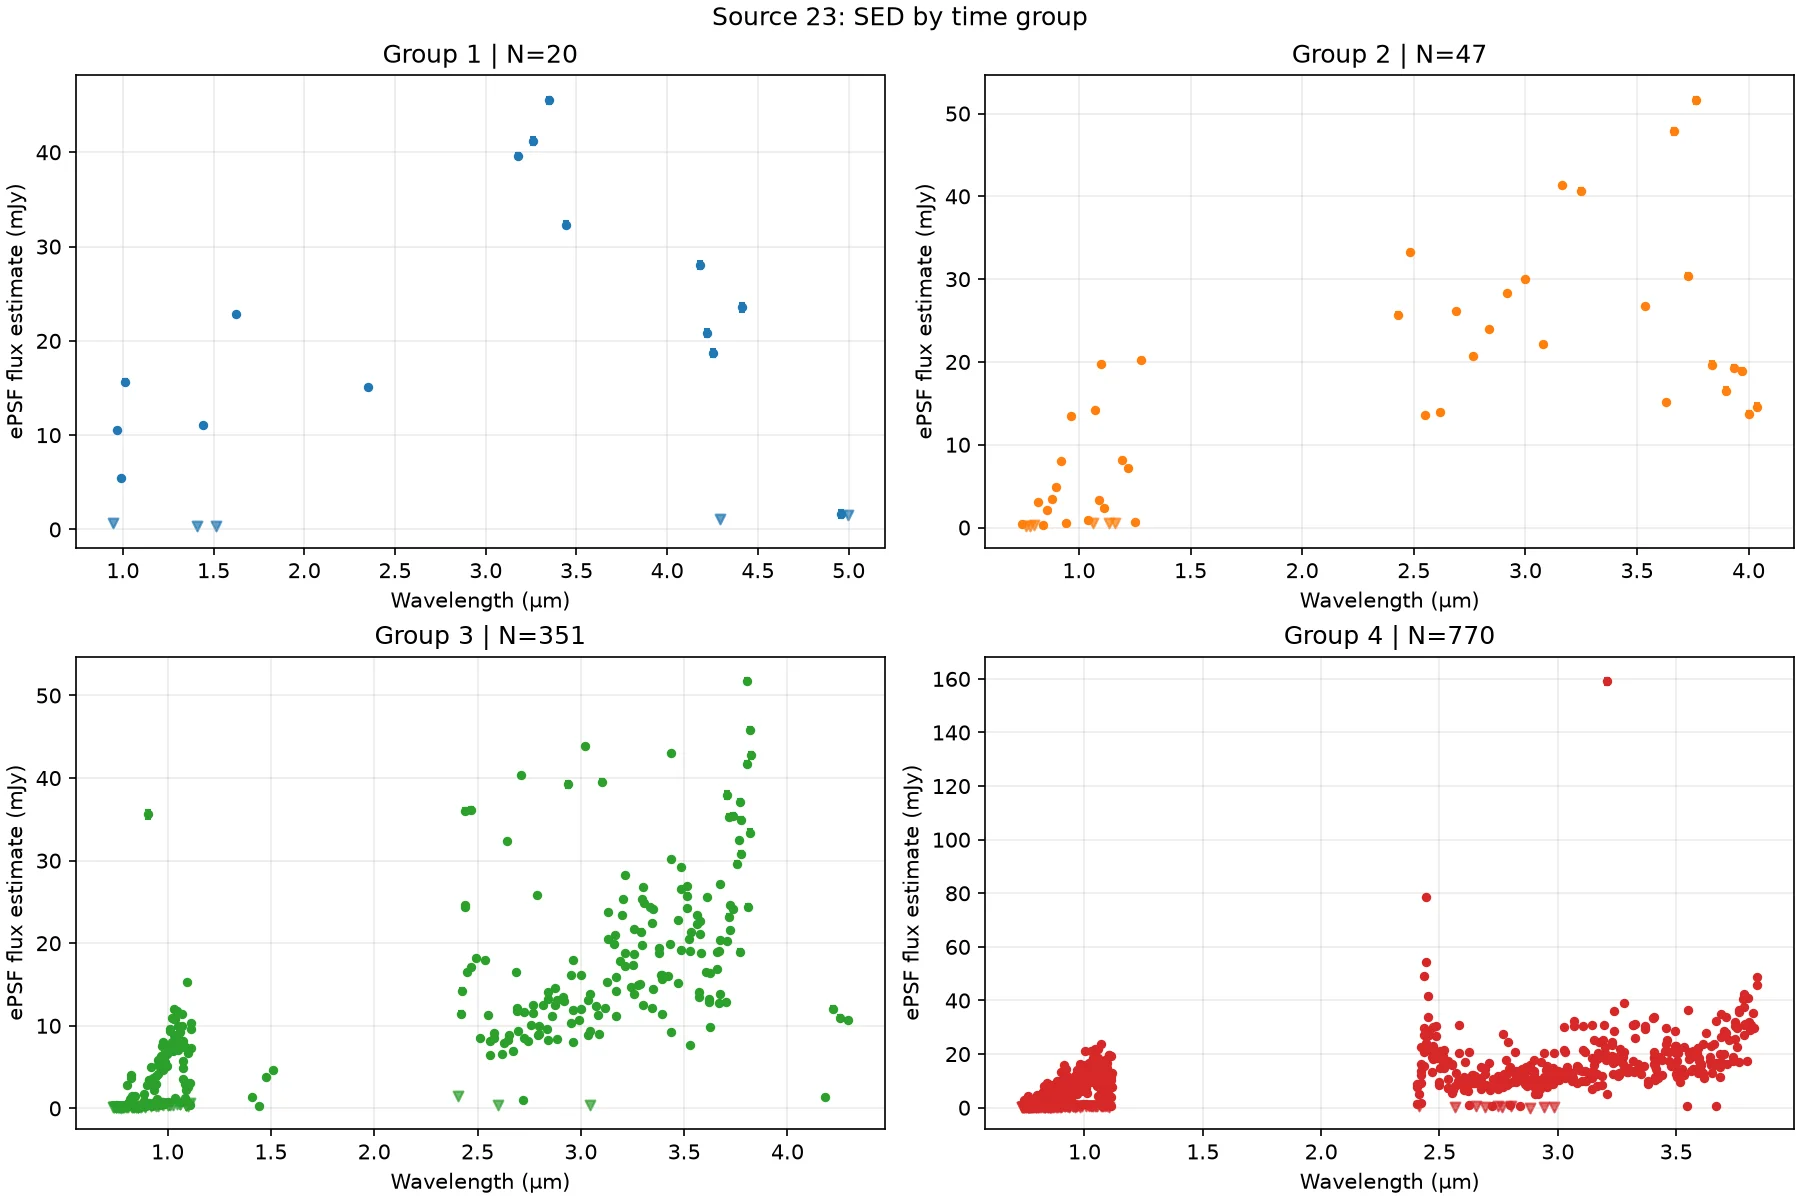 Source 23: SED by time group
Group 1 | N=20
ePSF flux estimate (mJy)
40
30
20
10
0
1.0 1.5 2.0 2.5 3.0 3.5 4.0 4.5 5.0
Wavelength (μm)
Group 2 | N=47
ePSF flux estimate (mJy)
50
40
30
20
10
0
1.0 1.5 2.0 2.5 3.0 3.5 4.0
Wavelength (μm)
Group 3 | N=351
ePSF flux estimate (mJy)
50
40
30
20
10
0
1.0 1.5 2.0 2.5 3.0 3.5 4.0
Wavelength (μm)
Group 4 | N=770
ePSF flux estimate (mJy)
160
140
120
100
80
60
40
20
0
1.0 1.5 2.0 2.5 3.0 3.5
Wavelength (μm)